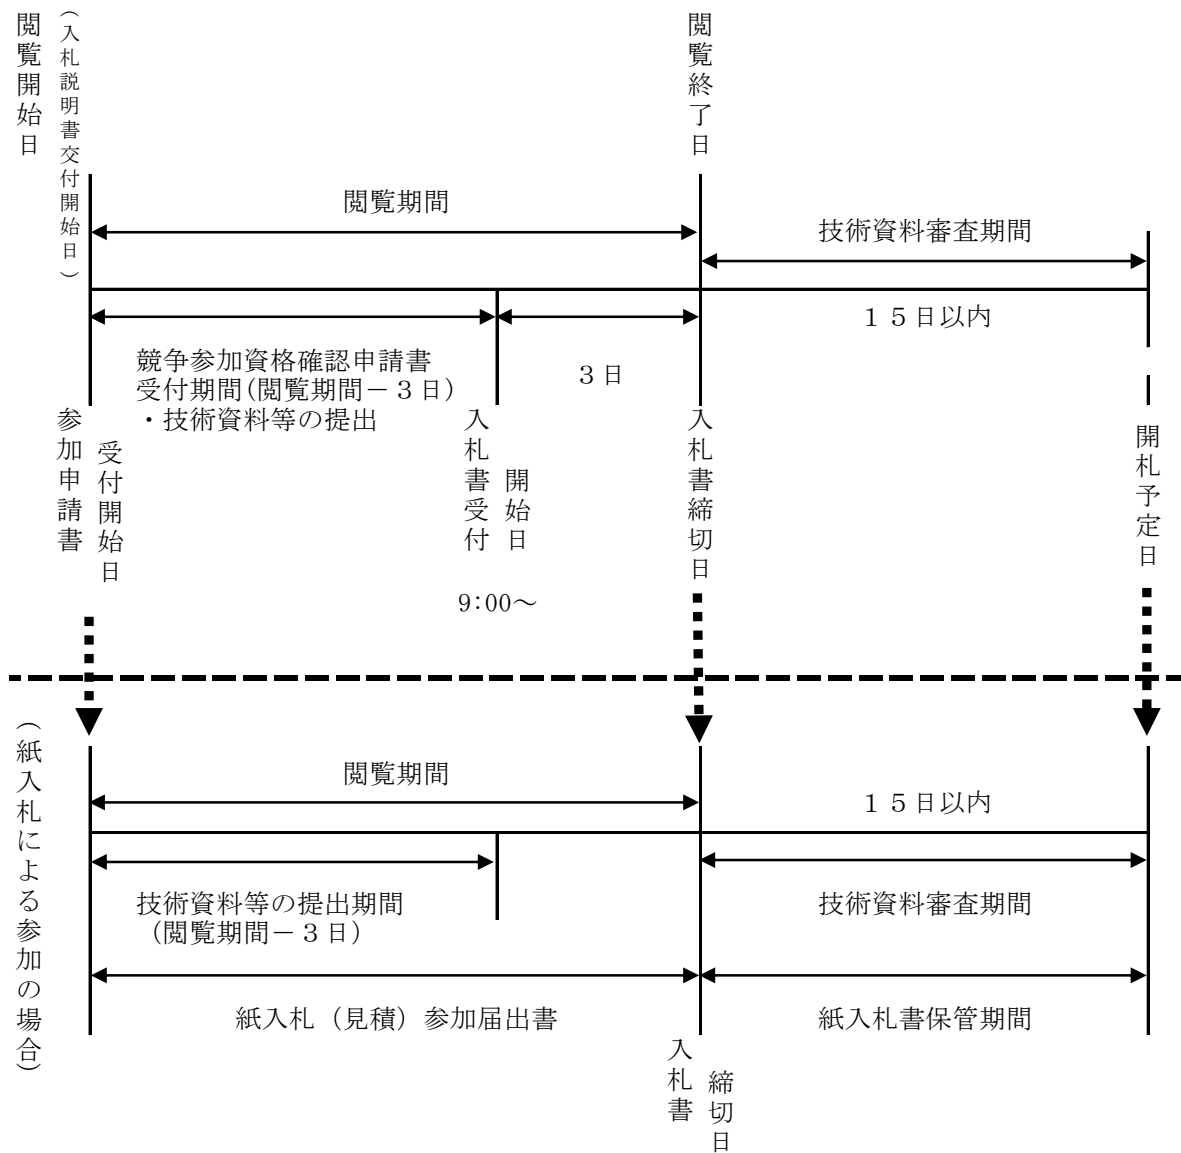 閲覧開始日
（入札説明書交付開始日）
閲覧終了日
閲覧期間
技術資料審査期間
１５日以内
競争参加資格確認申請書
受付期間(閲覧期間－３日)
・技術資料等の提出
３日
参加申請書
受付開始日
入札書受付
開始日
9:00～
入札書締切日
開札予定日
（紙入札による参加の場合）
閲覧期間
１５日以内
技術資料等の提出期間
（閲覧期間－３日）
技術資料審査期間
紙入札（見積）参加届出書
紙入札書保管期間
入札書
締切日